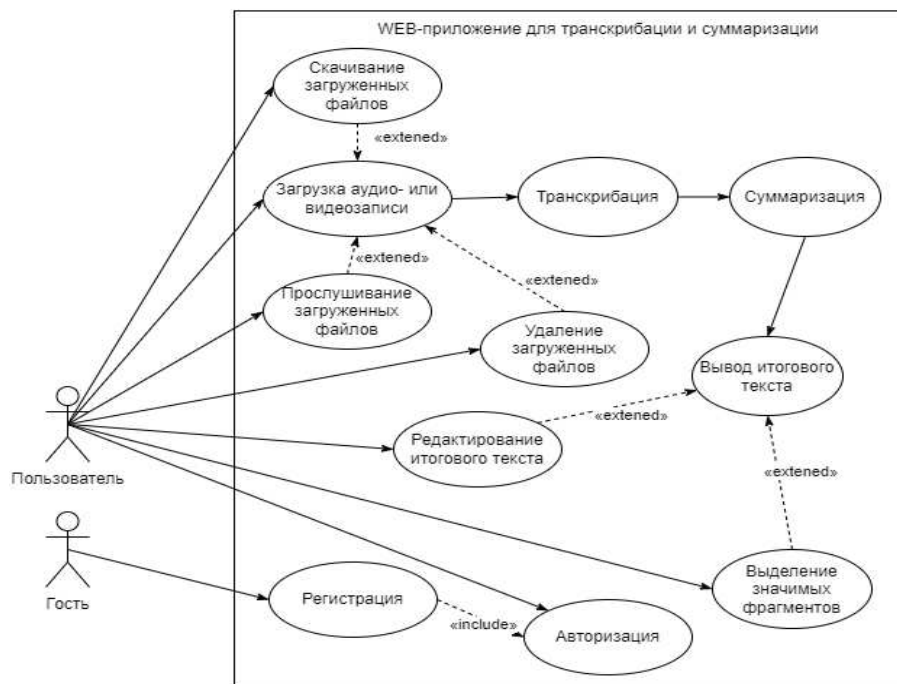 WEB-приложение для транскрибации и суммаризации
Скачивание
загруженных
файлов
«extened»
Загрузка аудио- или
видеозаписи
Транскрибация
Суммаризация
«extened»
«extened»
Прослушивание
загруженных
файлов
Удаление
загруженных
файлов
Вывод итогового
текста
«extened»
Редактирование
итогового текста
Пользователь
«extened»
Гость
Регистрация
«include»
Авторизация
Выделение
значимых
фрагментов